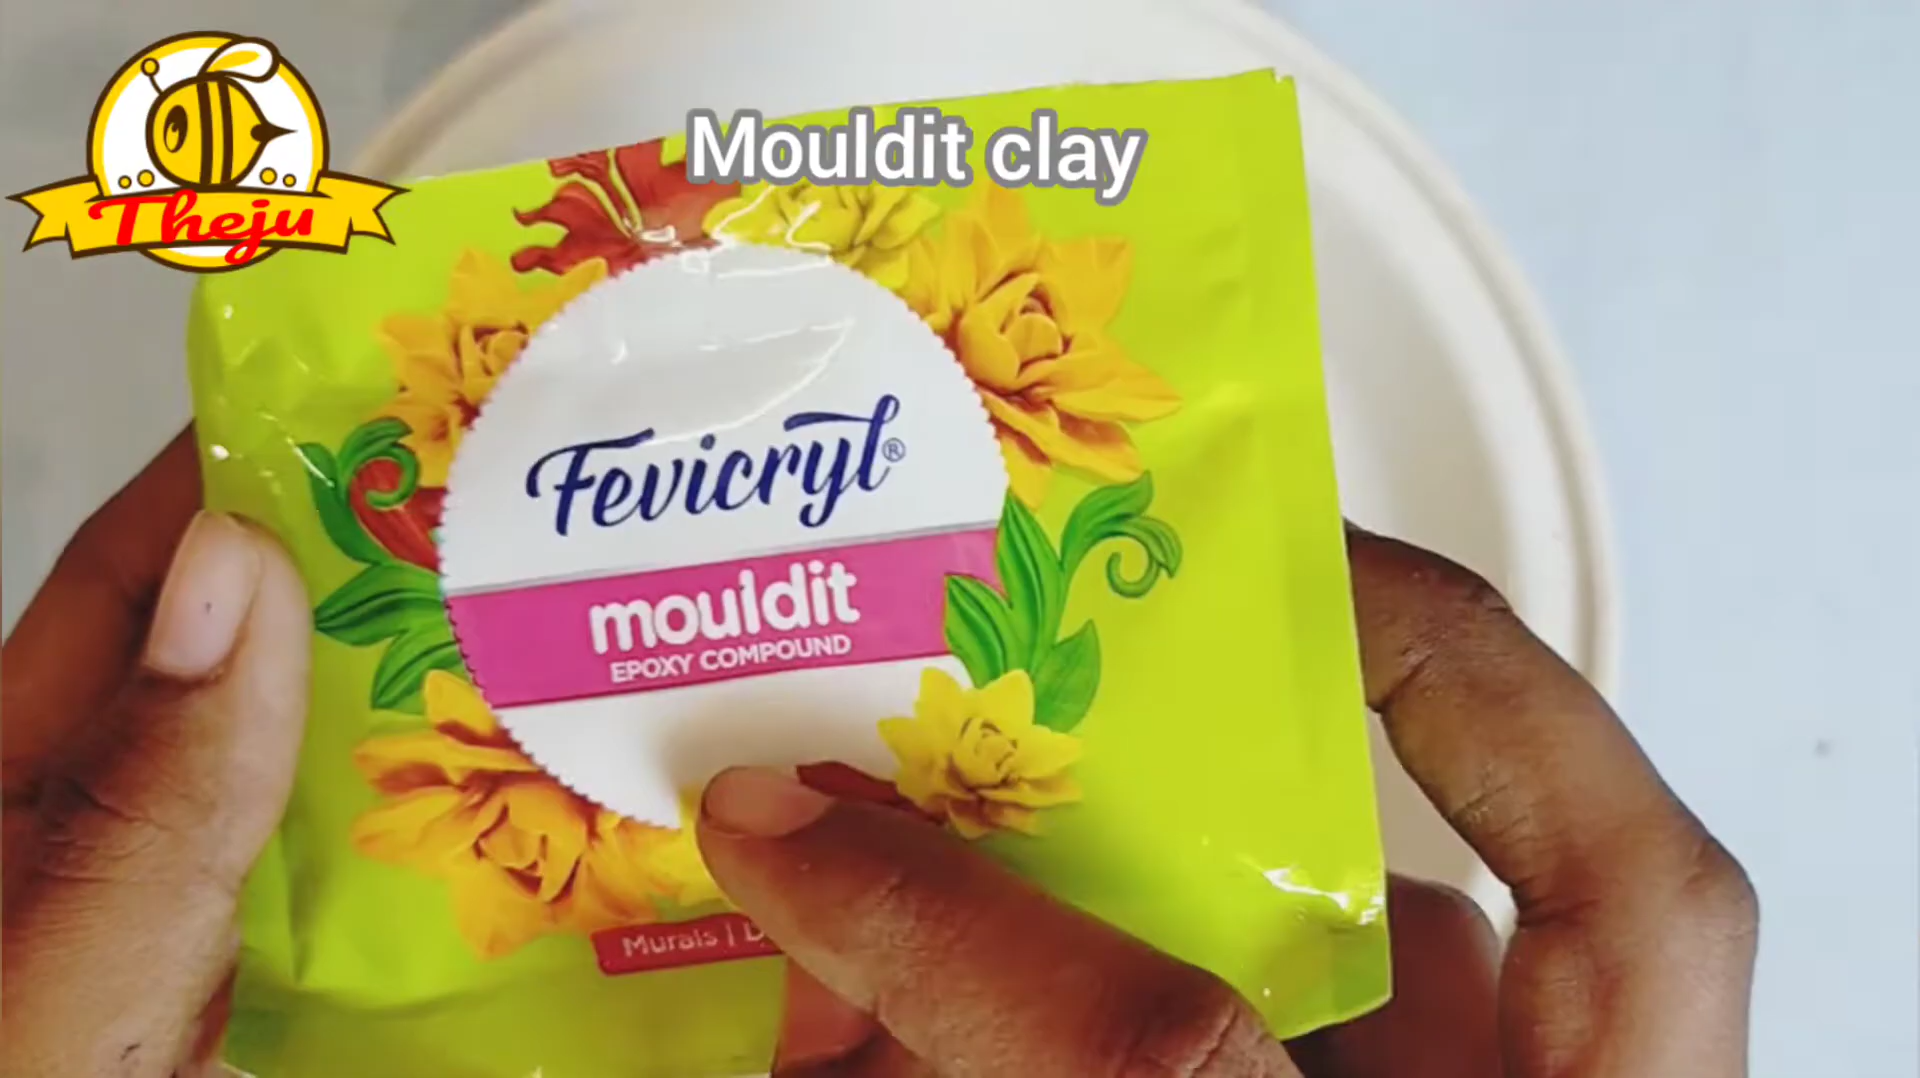 Mouldit clay
Theju
Fevicryl®
mouldit
EPOXY COMPOUND
Murals |